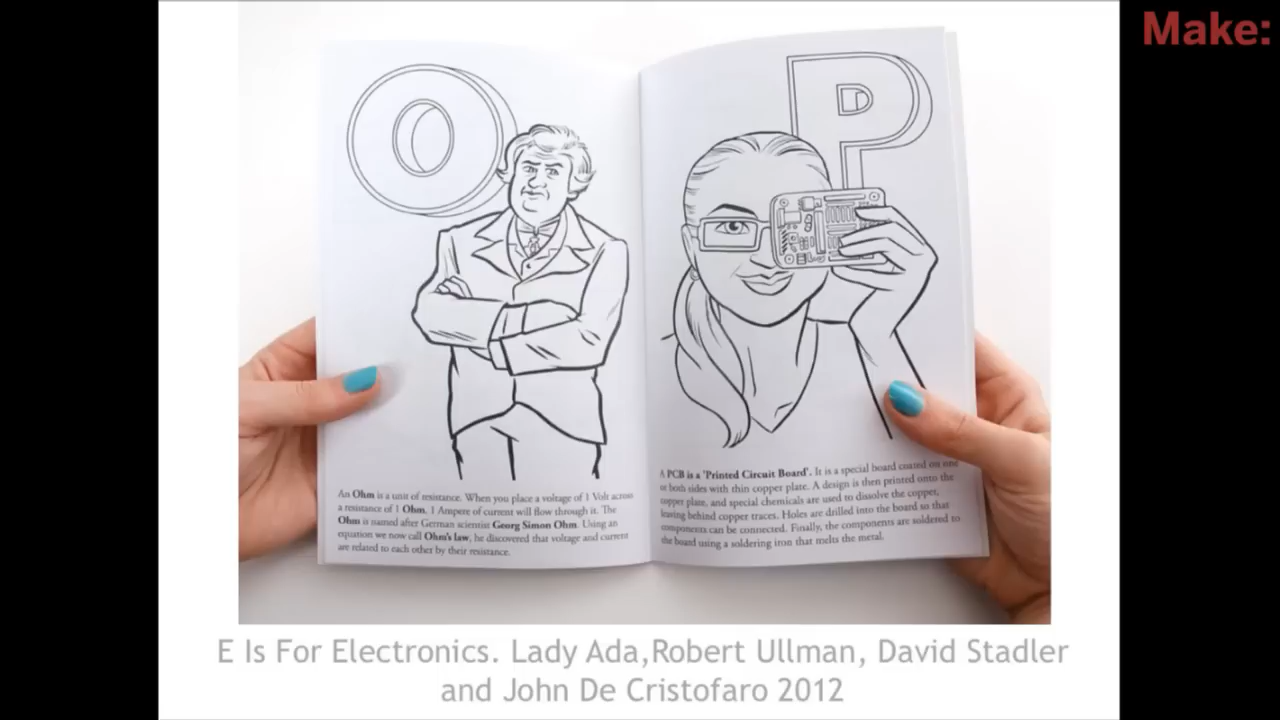 Make:
O
P
An Ohm is a unit of resistance. When you place a voltage of 1 Volt across
a resistance of 1 Ohm, 1 Ampere of current will flow through it. The
Ohm is named after German scientist Georg Simon Ohm. Using an
equation we now call Ohm's law, he discovered that voltage and current
are related to each other by their resistance.
A PCB is a 'Printed Circuit Board'. It is a special board coated on one
or both sides with thin copper plate. A design is then printed onto the
copper plate, and special chemicals are used to dissolve the copper,
leaving behind copper traces. Holes are drilled into the board so that
components can be connected. Finally, the components are soldered to
the board using a soldering iron that melts the metal.
E Is For Electronics. Lady Ada,Robert Ullman, David Stadler
and John De Cristofaro 2012